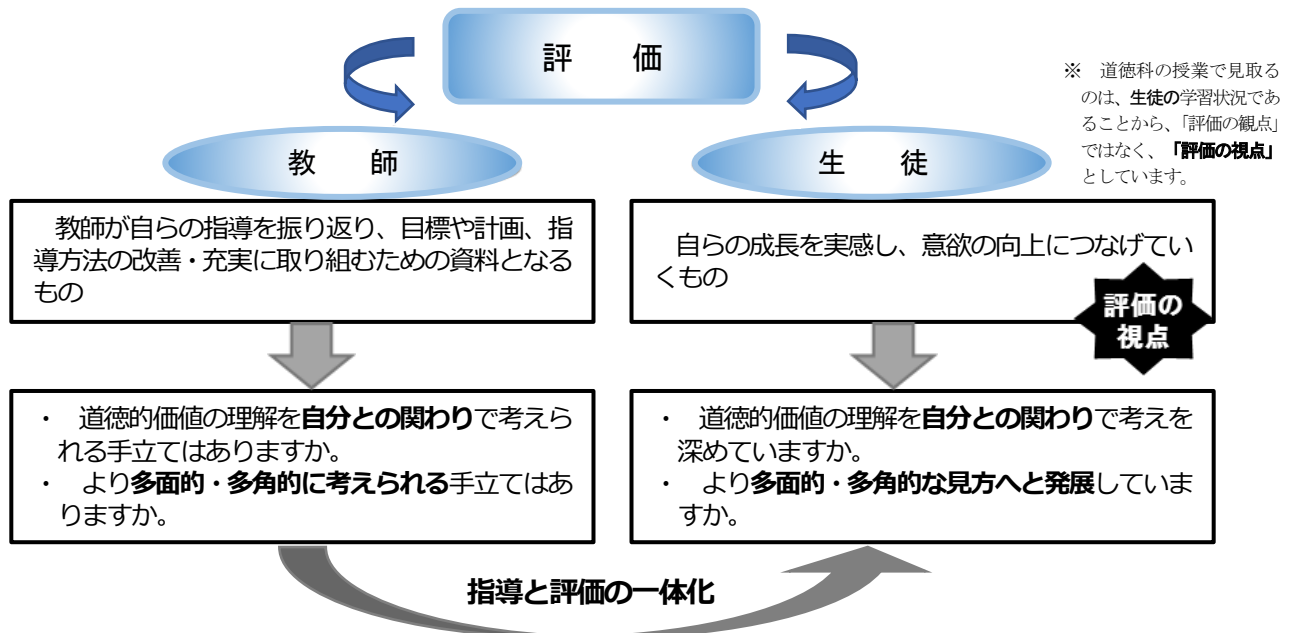 評　価
※　道徳科の授業で見取る
のは、生徒の学習状況であ
ることから、「評価の観点」
ではなく、「評価の視点」
としています。
教　師
生　徒
教師が自らの指導を振り返り、目標や計画、指
導方法の改善・充実に取り組むための資料となる
もの
自らの成長を実感し、意欲の向上につなげてい
くもの
評価の
視点
・　道徳的価値の理解を自分との関わりで考えら
れる手立てはありますか。
・　より多面的・多角的に考えられる手立てはあ
りますか。
・　道徳的価値の理解を自分との関わりで考えを
深めていますか。
・　より多面的・多角的な見方へと発展していま
すか。
指導と評価の一体化